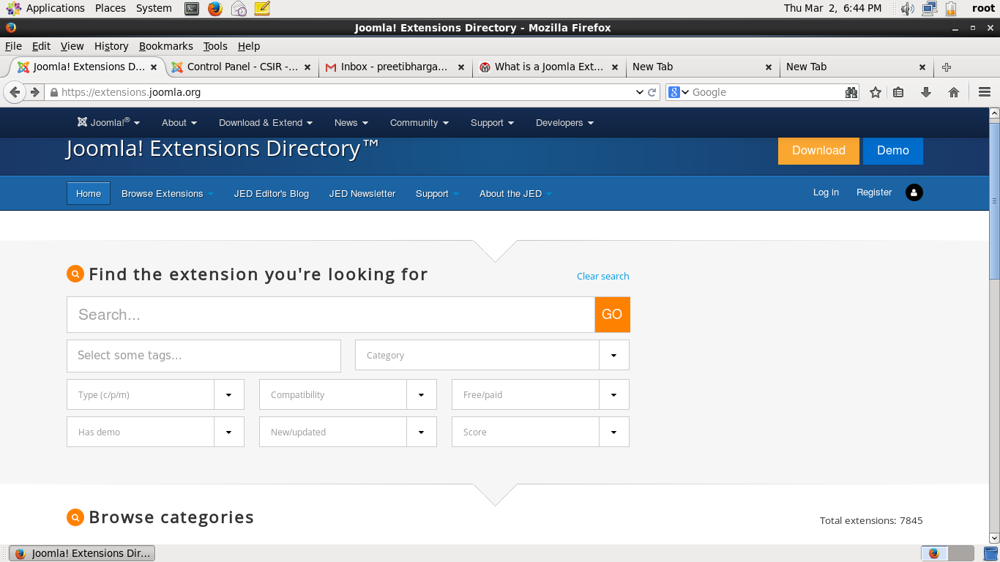 Applications Places System Thu Mar 2, 6:44 PM root
Joomla! Extensions Directory - Mozilla Firefox
File Edit View History Bookmarks Tools Help
Joomla! Extensions D... Control Panel - CSIR -... Inbox - preetibharga... What is a Joomla Ext... New Tab New Tab
https://extensions.joomla.org Google
Joomla!® About Download & Extend News Community Support Developers
Joomla! Extensions Directory™ Download Demo
Home Browse Extensions JED Editor's Blog JED Newsletter Support About the JED Log in Register
Find the extension you're looking for Clear search
Search... GO
Select some tags... Category
Type (c/p/m) Compatibility Free/paid
Has demo New/updated Score
Browse categories Total extensions: 7845
Joomla! Extensions Dir...